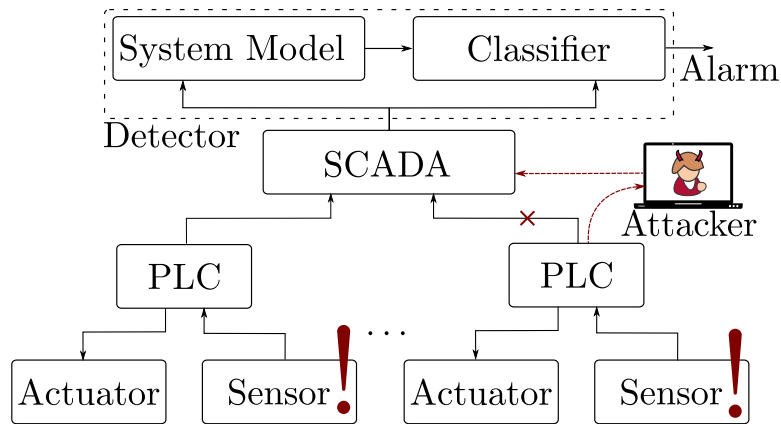 System Model
Classifier
Alarm
Detector
SCADA
Attacker
PLC
PLC
...
Actuator
Sensor
!
Actuator
Sensor
!